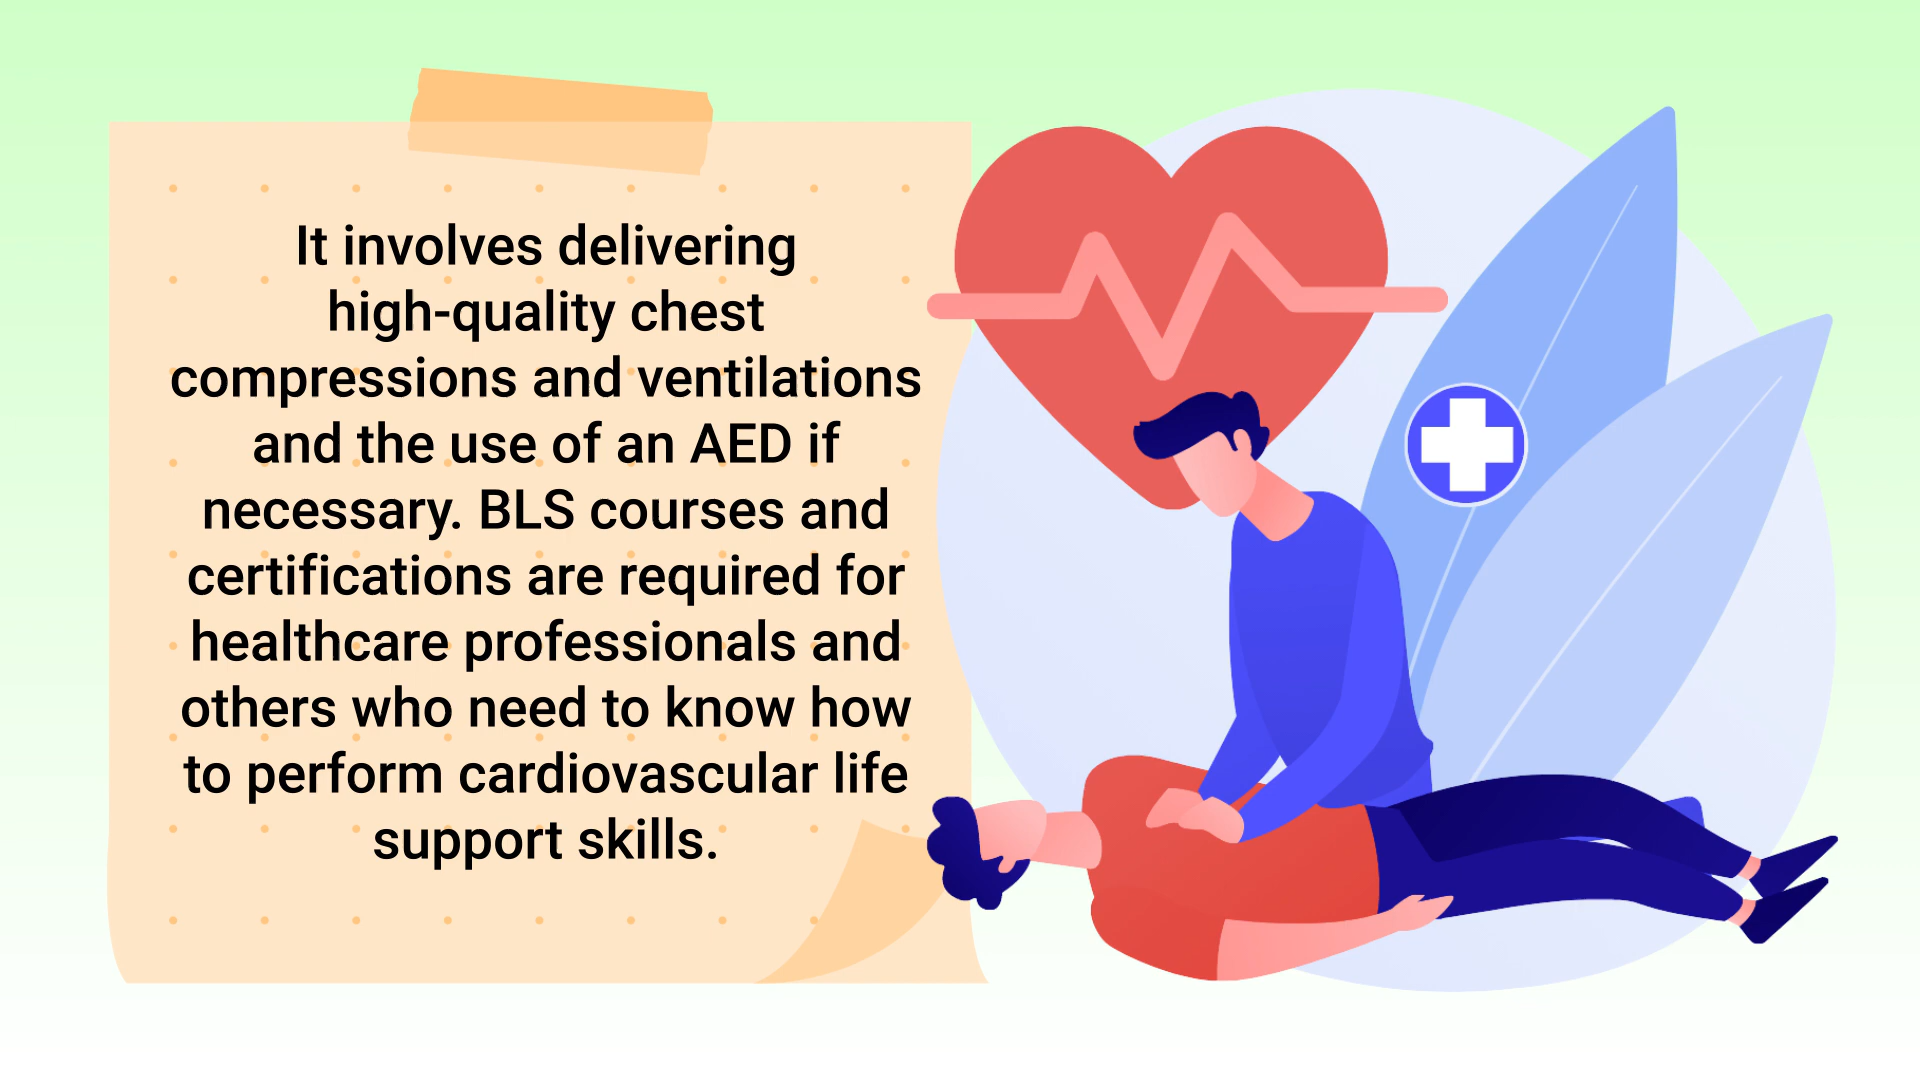 It involves delivering
high-quality chest
compressions and ventilations
and the use of an AED if
necessary. BLS courses and
certifications are required for
healthcare professionals and
others who need to know how
to perform cardiovascular life
support skills.